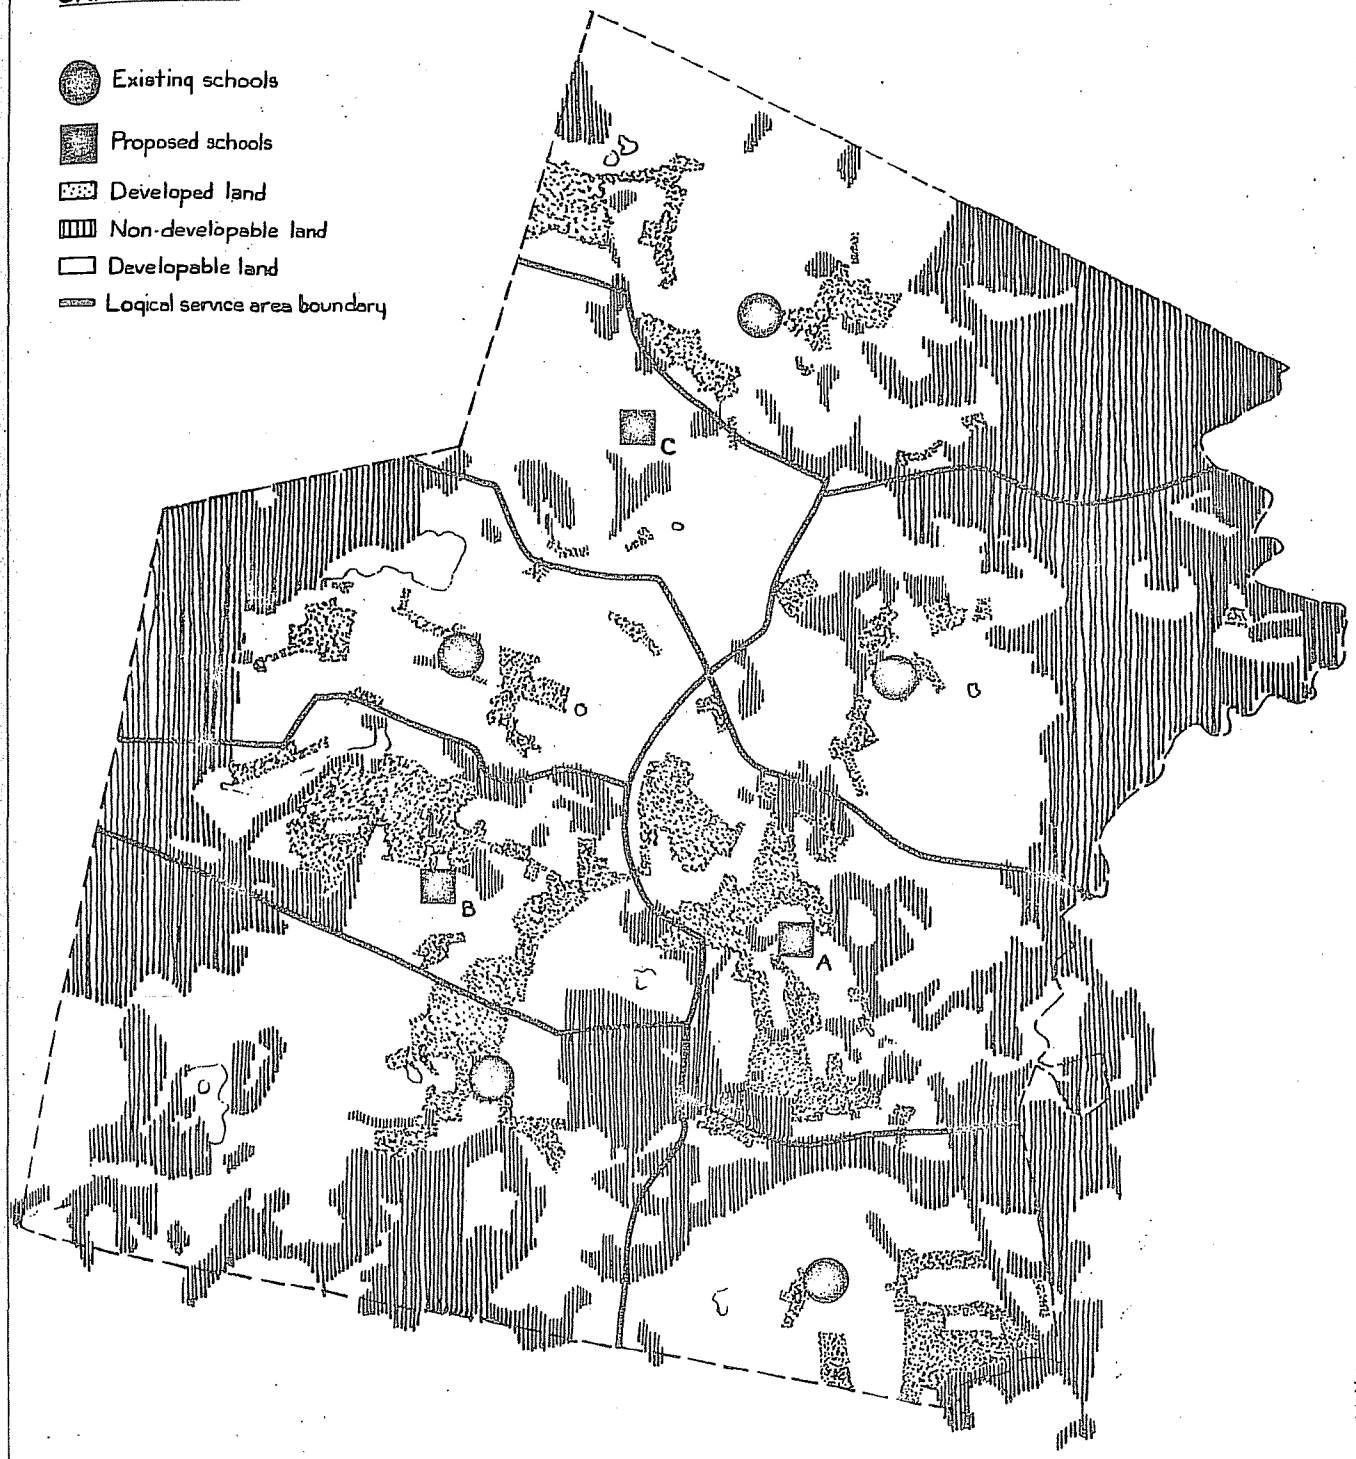 Existing schools
Proposed schools
Developed land
Non-developable land
Developable land
Logical service area boundary
C
B
A